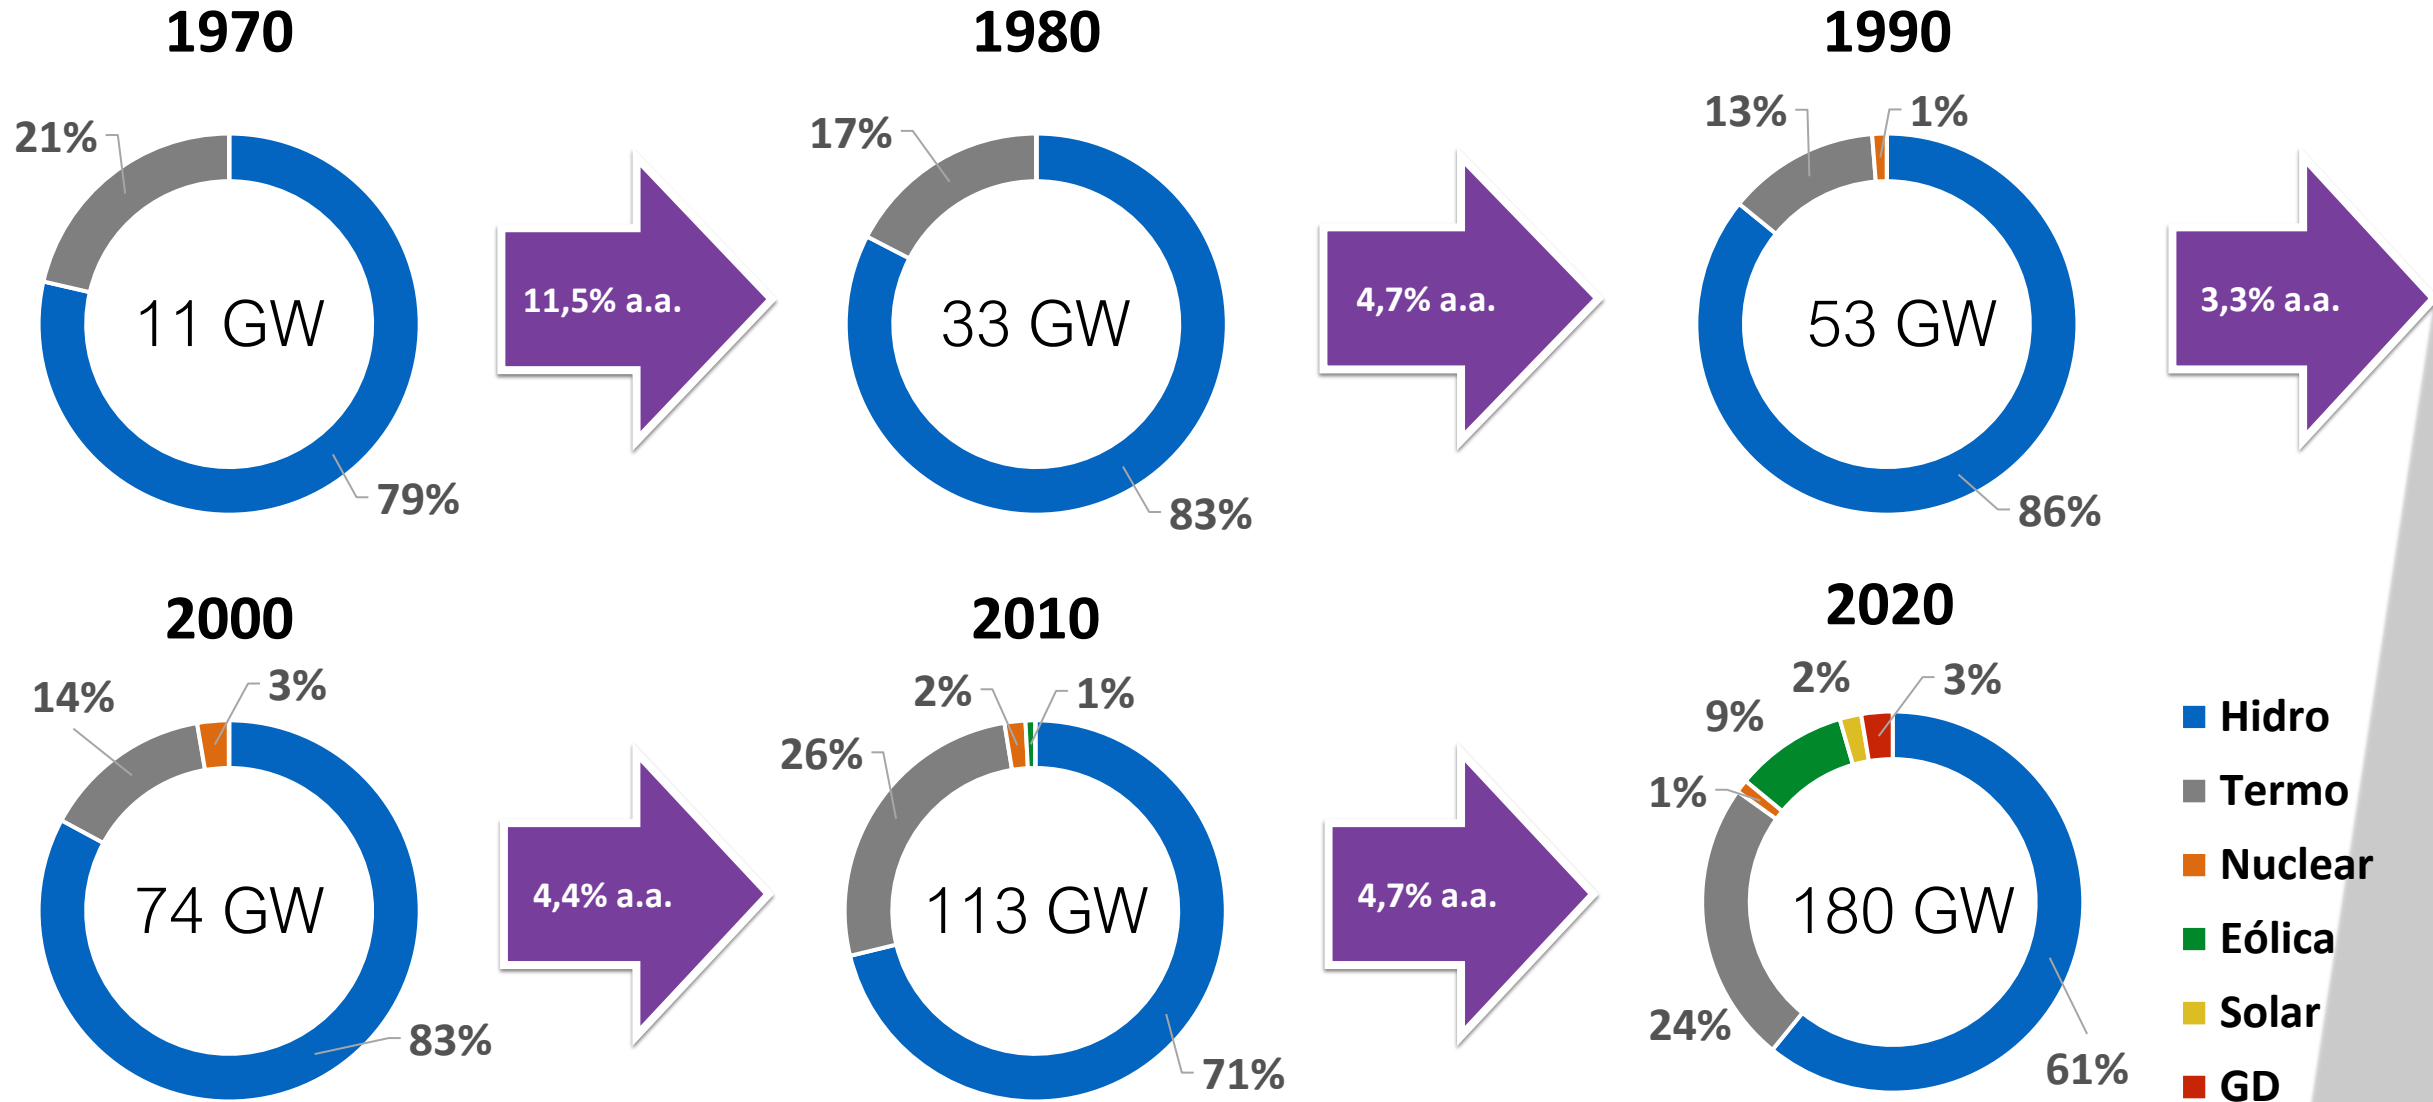 1970
1980
1990
21%
11 GW
79%
11,5% a.a.
17%
33 GW
83%
4,7% a.a.
13%
1%
53 GW
86%
3,3% a.a.
2000
2010
2020
14%
3%
74 GW
83%
4,4% a.a.
2%
1%
26%
113 GW
71%
4,7% a.a.
2%
3%
9%
1%
180 GW
24%
61%
Hidro
Termo
Nuclear
Eólica
Solar
GD